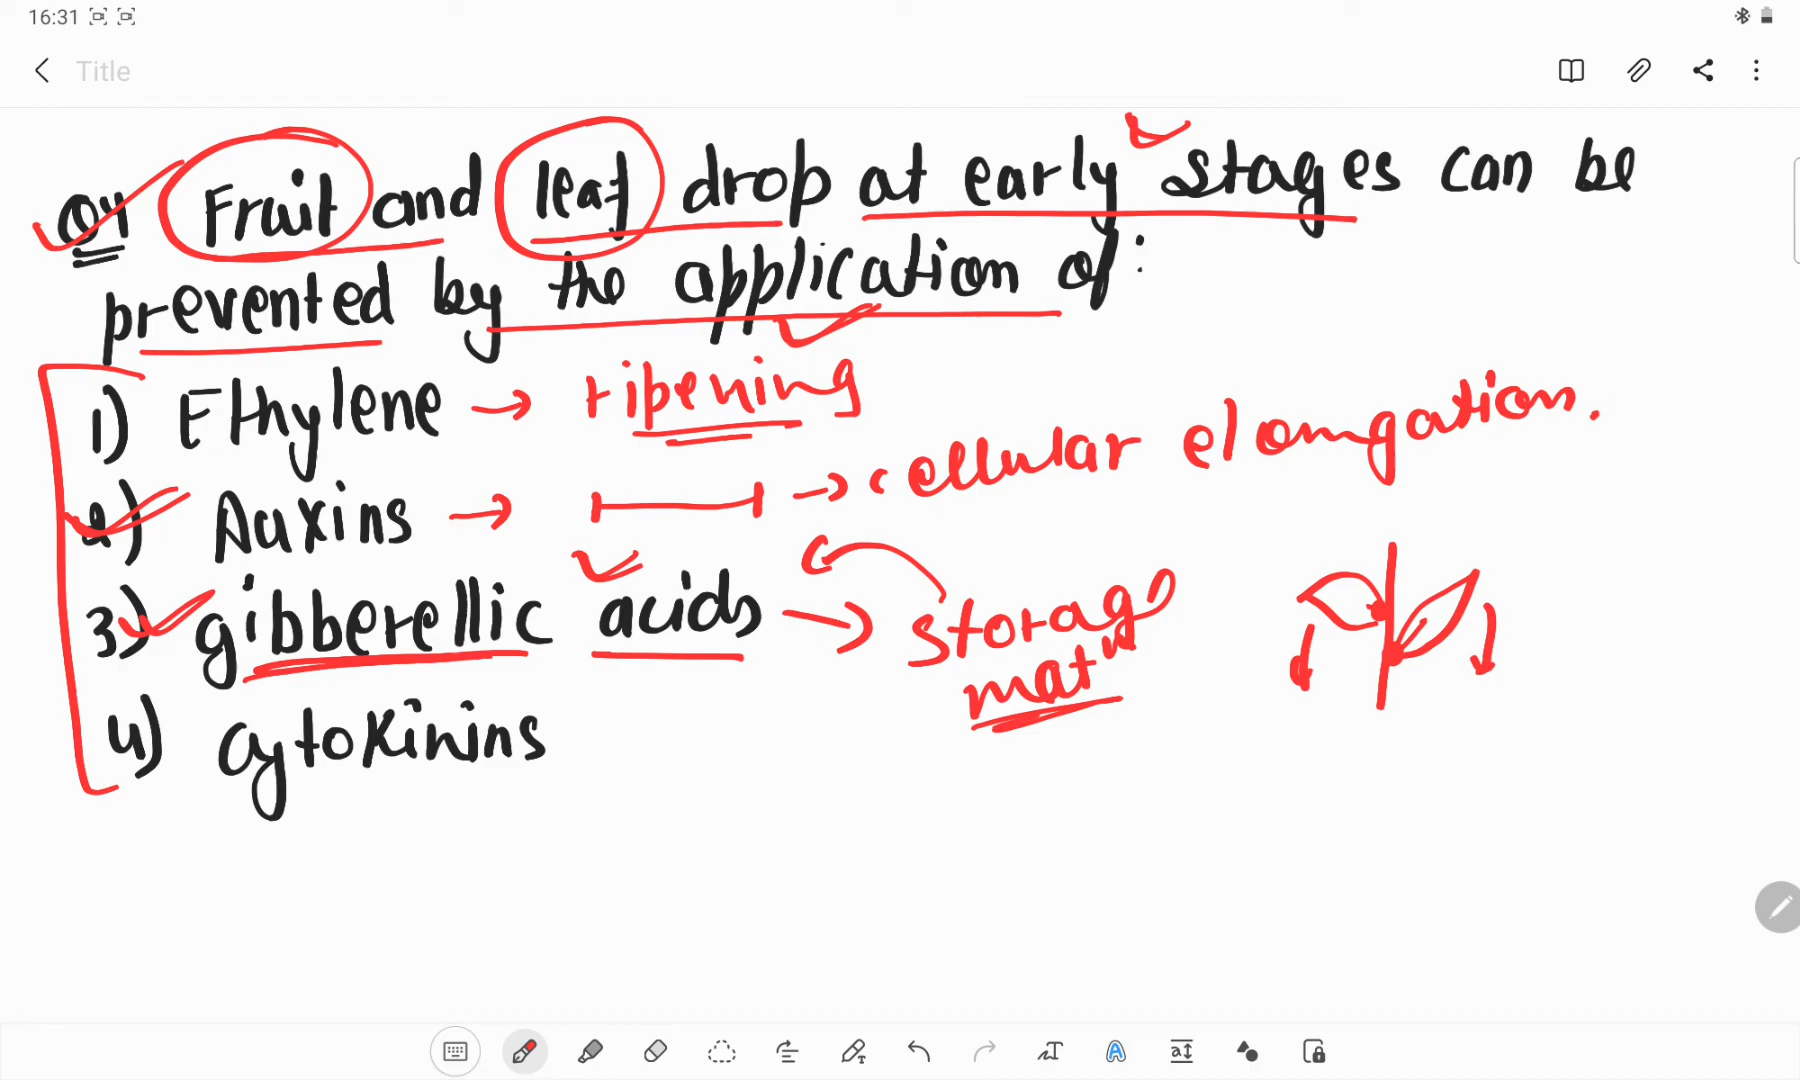 16:31
Title
Q4 Fruit and leaf drop at early stages can be
prevented by the application of:
1) Ethylene → ripening
2) Auxins → → cellular elongation.
3) gibberellic acids → storage
mat
4) cytokinins